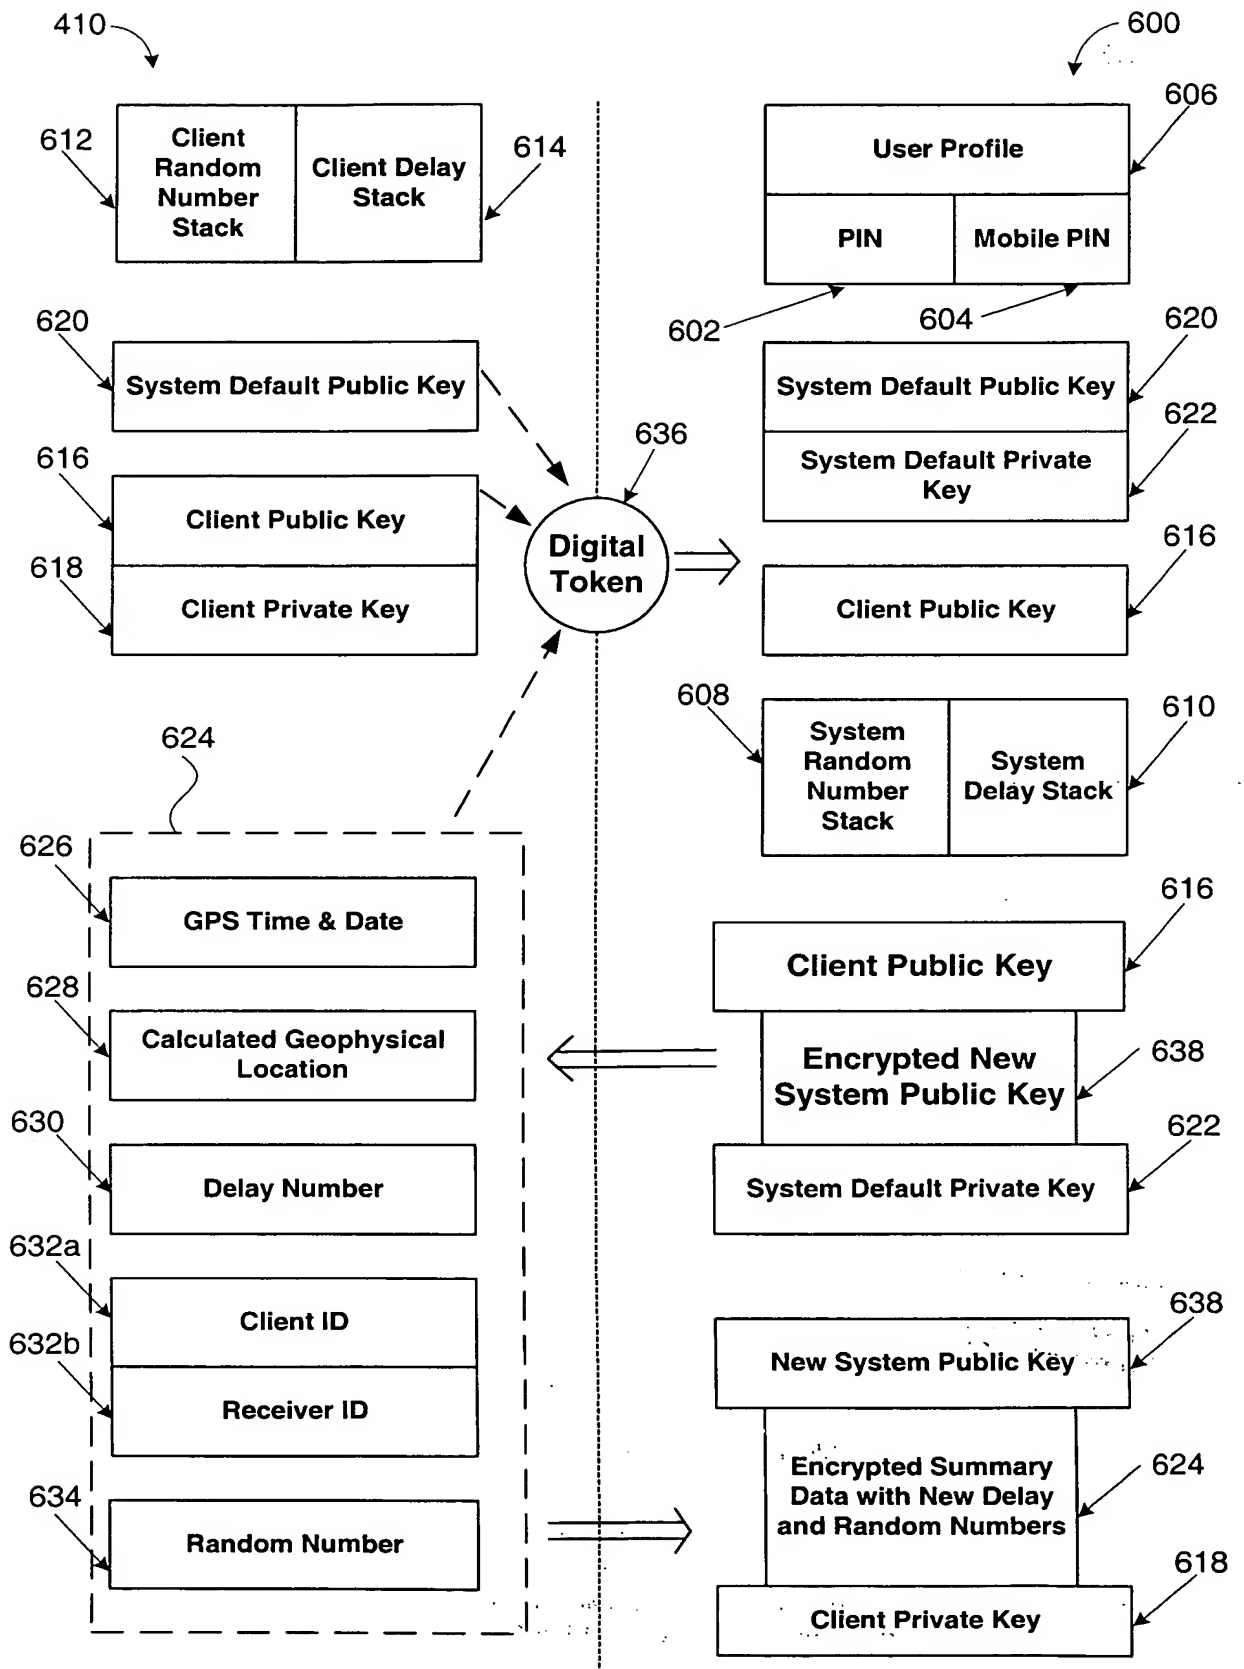 410
600
612
Client
Random
Number
Stack
Client Delay
Stack
614
606
User Profile
PIN
Mobile PIN
602
604
620
System Default Public Key
616
Client Public Key
618
Client Private Key
636
Digital
Token
620
System Default Public Key
622
System Default Private
Key
616
Client Public Key
608
System
Random
Number
Stack
System
Delay Stack
610
624
626
GPS Time & Date
628
Calculated Geophysical
Location
630
Delay Number
632a
Client ID
632b
Receiver ID
634
Random Number
616
Client Public Key
Encrypted New
System Public Key
638
622
System Default Private Key
638
New System Public Key
Encrypted Summary
Data with New Delay
and Random Numbers
624
618
Client Private Key